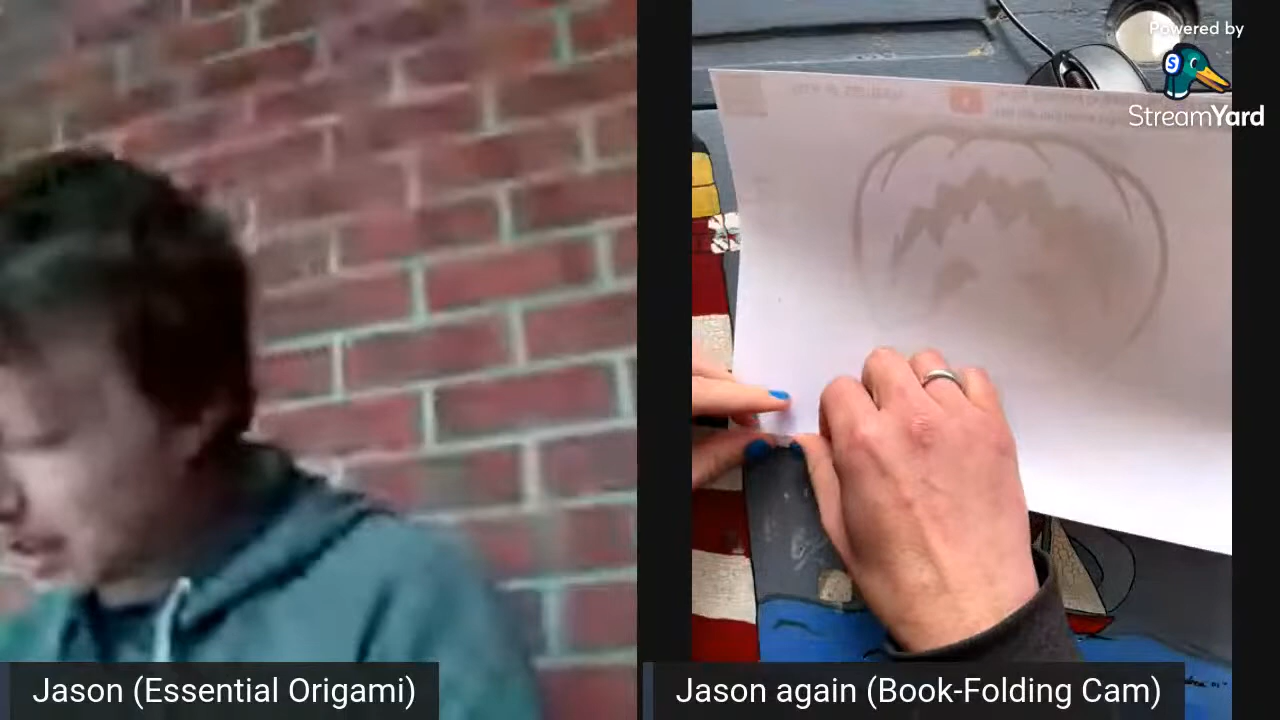 Powered by
S
StreamYard
Jason (Essential Origami)
Jason again (Book-Folding Cam)